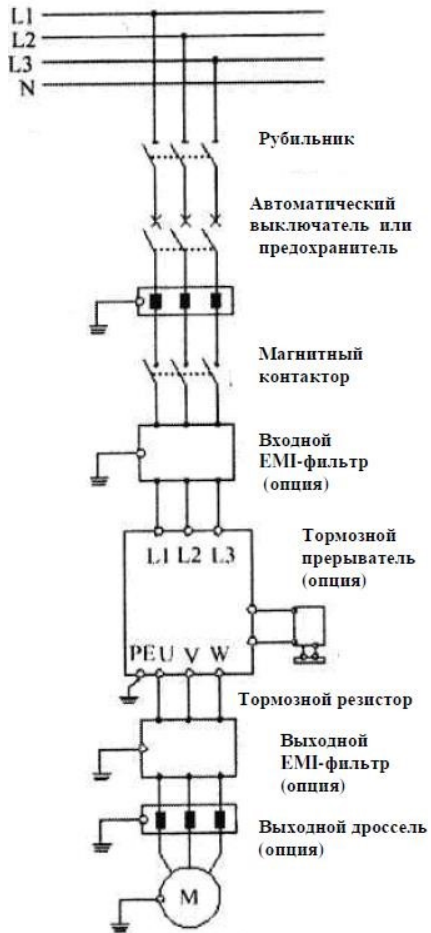 L1
L2
L3
N
Рубильник
Автоматический
выключатель или
предохранитель
Магнитный
контактор
Входной
EMI-фильтр
(опция)
Тормозной
прерыватель
(опция)
L1 L2 L3
PE U V W
Тормозной резистор
Выходной
EMI-фильтр
(опция)
Выходной дроссель
(опция)
M